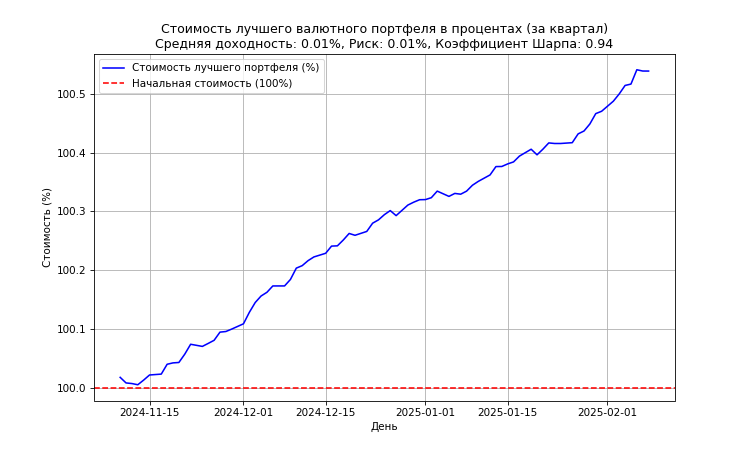 Стоимость лучшего валютного портфеля в процентах (за квартал)
Средняя доходность: 0.01%, Риск: 0.01%, Коэффициент Шарпа: 0.94
Стоимость лучшего портфеля (%)
Начальная стоимость (100%)
Стоимость (%)
100.5
100.4
100.3
100.2
100.1
100.0
2024-11-15
2024-12-01
2024-12-15
2025-01-01
2025-01-15
2025-02-01
День